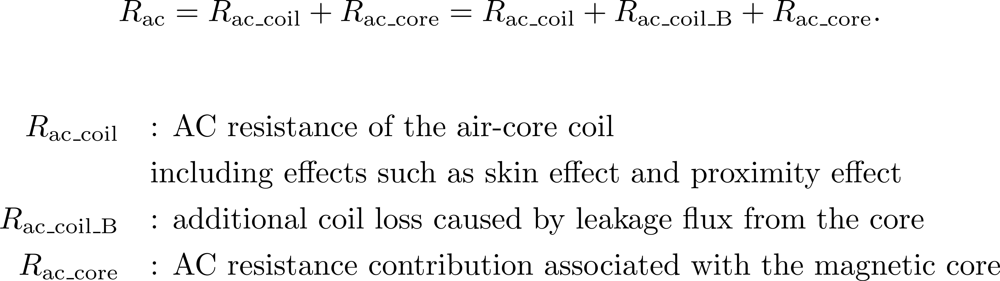 R_ac = R_ac_coil + R_ac_core = R_ac_coil + R_ac_coil_B + R_ac_core.
R_ac_coil : AC resistance of the air-core coil
including effects such as skin effect and proximity effect
R_ac_coil_B : additional coil loss caused by leakage flux from the core
R_ac_core : AC resistance contribution associated with the magnetic core